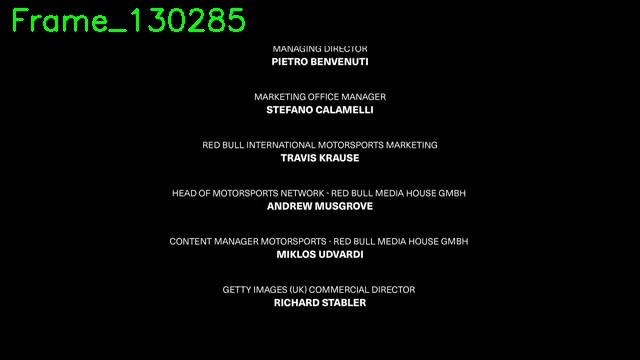 Frame_130285
MANAGING DIRECTOR
PIETRO BENVENUTI
MARKETING OFFICE MANAGER
STEFANO CALAMELLI
RED BULL INTERNATIONAL MOTORSPORTS MARKETING
TRAVIS KRAUSE
HEAD OF MOTORSPORTS NETWORK - RED BULL MEDIA HOUSE GMBH
ANDREW MUSGROVE
CONTENT MANAGER MOTORSPORTS - RED BULL MEDIA HOUSE GMBH
MIKLOS UDVARDI
GETTY IMAGES (UK) COMMERCIAL DIRECTOR
RICHARD STABLER